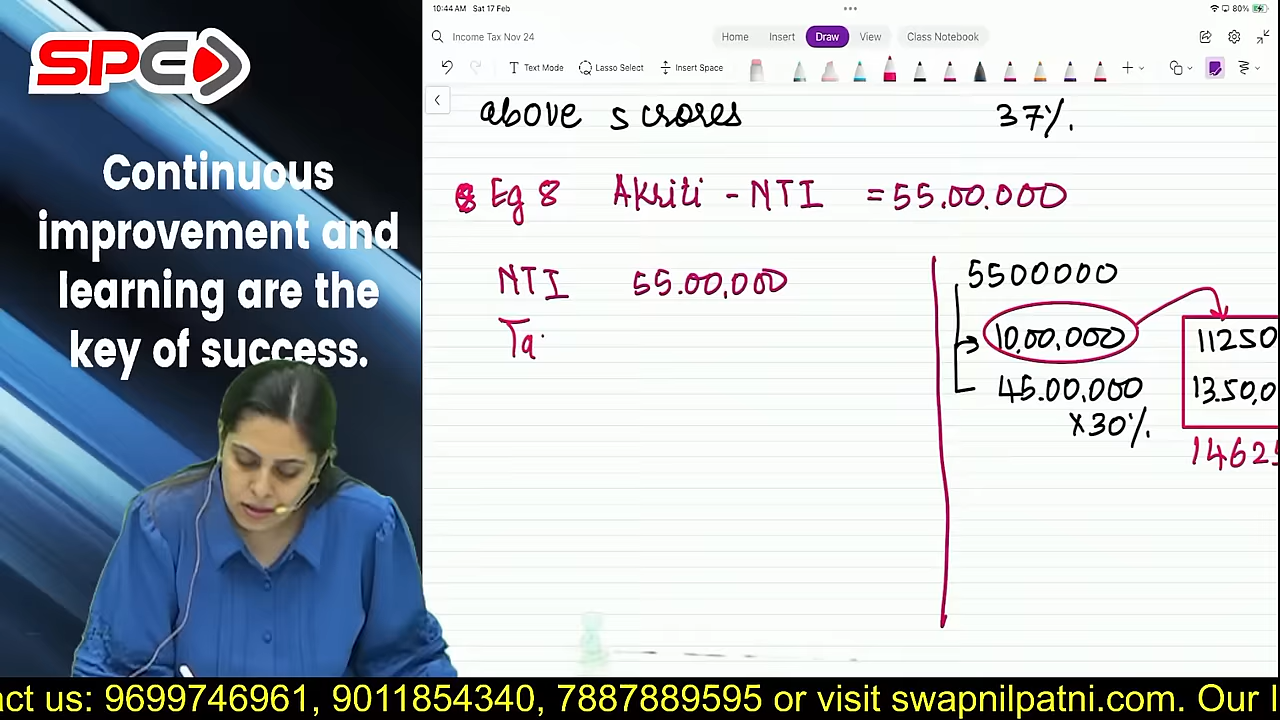 SPE
Continuous
improvement and
learning are the
key of success.
10:44 AM Sat 17 Feb
80%
Income Tax Nov 24
Home Insert Draw View Class Notebook
Text Mode Lasso Select Insert Space
above 5 crores 37%.
Eg 8 Akriti - NTI = 55.00.000
NTI 55.00,000
Ta
5500000
10,00,000
45.00.000
x30%.
11250
13.50,0
1462
act us: 9699746961, 9011854340, 7887889595 or visit swapnilpatni.com. Our